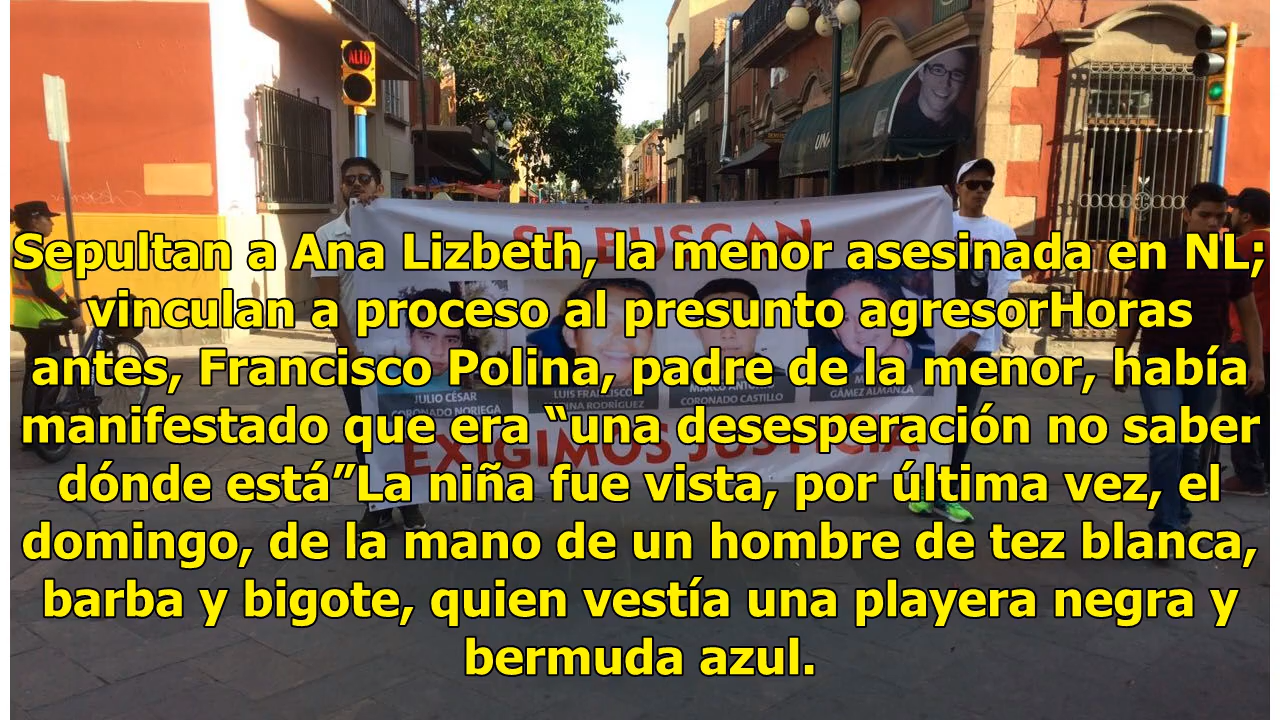 ALTO
UN
SE BUSCAN
Sepultan a Ana Lizbeth, la menor asesinada en NL;
vinculan a proceso al presunto agresorHoras
antes, Francisco Polina, padre de la menor, había
manifestado que era “una desesperación no saber
dónde está”La niña fue vista, por última vez, el
domingo, de la mano de un hombre de tez blanca,
barba y bigote, quien vestía una playera negra y
bermuda azul.
JULIO CÉSAR
CORONADO NORIEGA
LUIS FRANCISCO
RODRÍGUEZ
MARCO ANTONIO
CORONADO CASTILLO
GÁMEZ ALMANZA
EXIGIMOS JUSTICIA